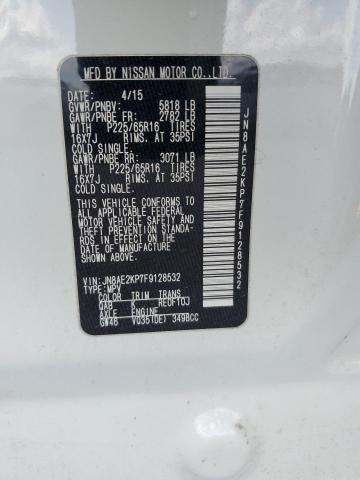 MFD BY NISSAN MOTOR CO.,LTD.
DATE: 4/15
GVWR/PNBV: 5818 LB
GAWR/PNBE FR: 2782 LB
WITH P225/65R16 TIRES
16X7J RIMS, AT 35PSI
COLD SINGLE.
GAWR/PNBE RR: 3071 LB
WITH P225/65R16 TIRES
16X7J RIMS, AT 35PSI
COLD SINGLE.
THIS VEHICLE CONFORMS TO
ALL APPLICABLE FEDERAL
MOTOR VEHICLE SAFETY
AND THEFT PREVENTION STANDA-
RDS IN EFFECT ON THE
DATE OF MANUFACTURE
SHOWN ABOVE.
VIN: JN8AE2KP7F9128532
TYPE: MPV
COLOR TRIM TRANS
QAB K RE0F10J
AXLE ENGINE
GW46 VQ35(DE) 3498CC
JN8AE2KP7F9128532